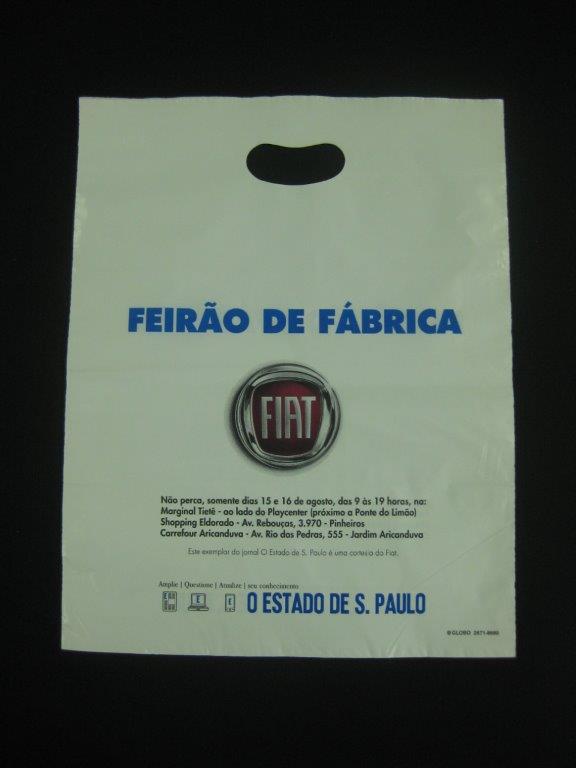 FEIRÃO DE FÁBRICA
FIAT
Não perca, somente dias 15 e 16 de agosto, das 9 às 19 horas, na:
Marginal Tietê - ao lado do Playcenter (próximo a Ponte do Limão)
Shopping Eldorado - Av. Rebouças, 3.970 - Pinheiros
Carrefour Aricanduva - Av. Rio das Pedras, 555 - Jardim Aricanduva
Este exemplar do jornal O Estado de S. Paulo é uma cortesia da Fiat.
Amplie | Questione | Atualize | seu conhecimento
E E E O ESTADO DE S. PAULO
GLOBO